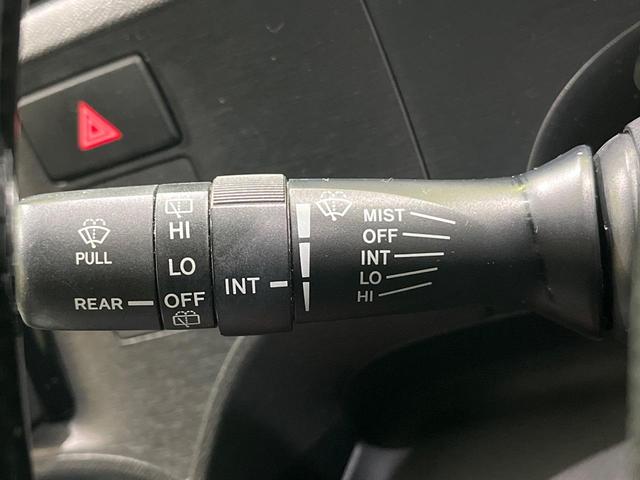 PULL
REAR
HI
LO
OFF
INT
MIST
OFF
INT
LO
HI